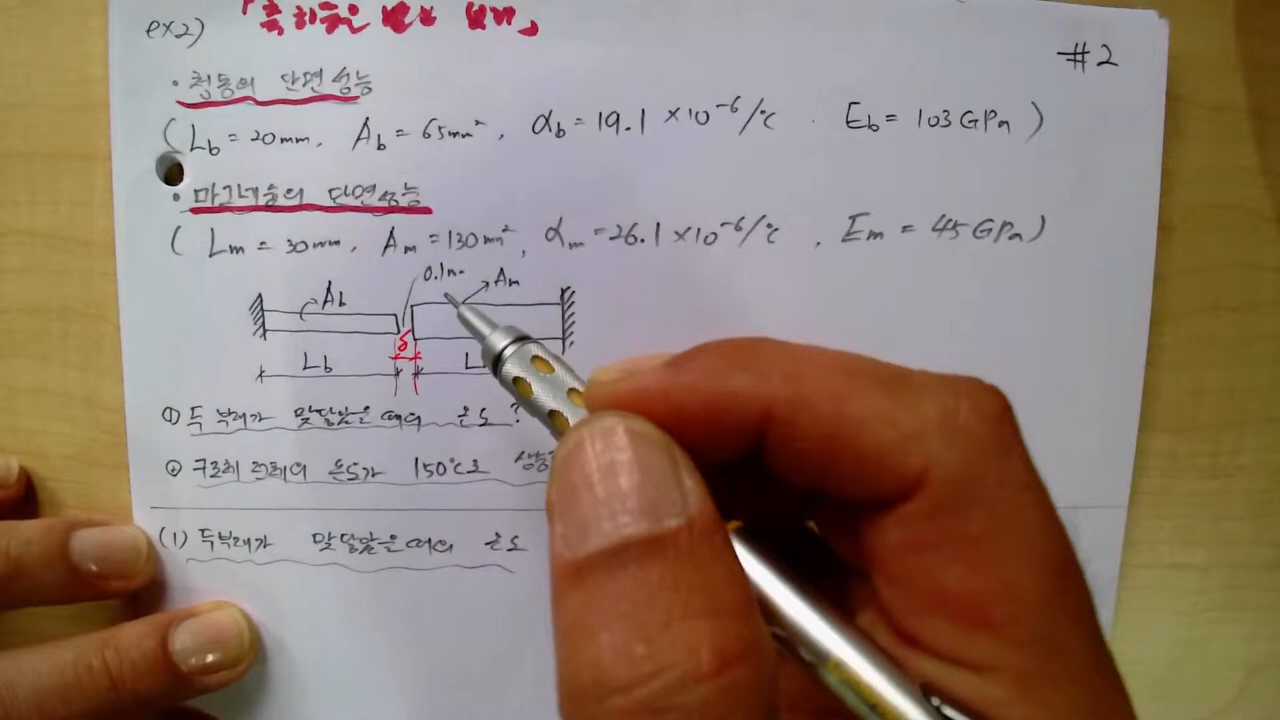 ex2) 「축하중은 받는 부재」
#2
· 청동의 단면성능
( Lb = 20mm, Ab = 65mm², αb = 19.1 ×10⁻⁶/℃ . Eb = 103 GPa )
· 마그네슘의 단면성능
( Lm = 30mm, Am = 130mm², αm = 26.1 ×10⁻⁶/℃ , Em = 45 GPa )
0.1m
Ab
Am
δ
Lb
L
① 두 부재가 맞닿았을때의 온도?
② 구조체 전체의 온도가 150℃로
(1) 두부재가 맞닿았을때의 온도